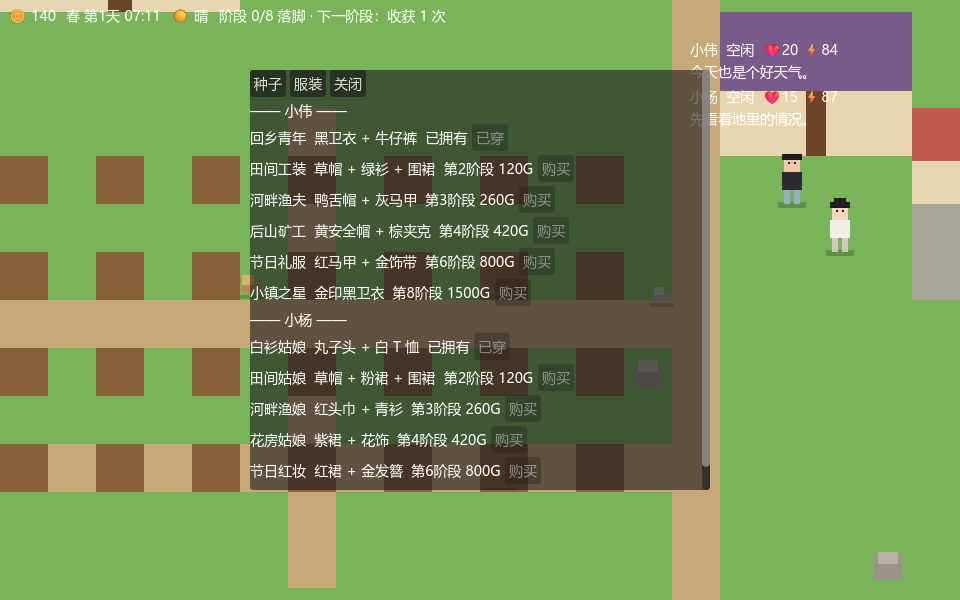 140 春 第1天 07:11 晴 阶段 0/8 落脚 · 下一阶段：收获 1 次
小伟 空闲 20 84
今天也是个好天气。
小杨 空闲 15 87
先看看地里的情况。
种子 服装 关闭
—— 小伟 ——
回乡青年 黑卫衣 + 牛仔裤 已拥有 已穿
田间工装 草帽 + 绿衫 + 围裙 第2阶段 120G 购买
河畔渔夫 鸭舌帽 + 灰马甲 第3阶段 260G 购买
后山矿工 黄安全帽 + 棕夹克 第4阶段 420G 购买
节日礼服 红马甲 + 金饰带 第6阶段 800G 购买
小镇之星 金印黑卫衣 第8阶段 1500G 购买
—— 小杨 ——
白衫姑娘 丸子头 + 白 T 恤 已拥有 已穿
田间姑娘 草帽 + 粉裙 + 围裙 第2阶段 120G 购买
河畔渔娘 红头巾 + 青衫 第3阶段 260G 购买
花房姑娘 紫裙 + 花饰 第4阶段 420G 购买
节日红妆 红裙 + 金发簪 第6阶段 800G 购买